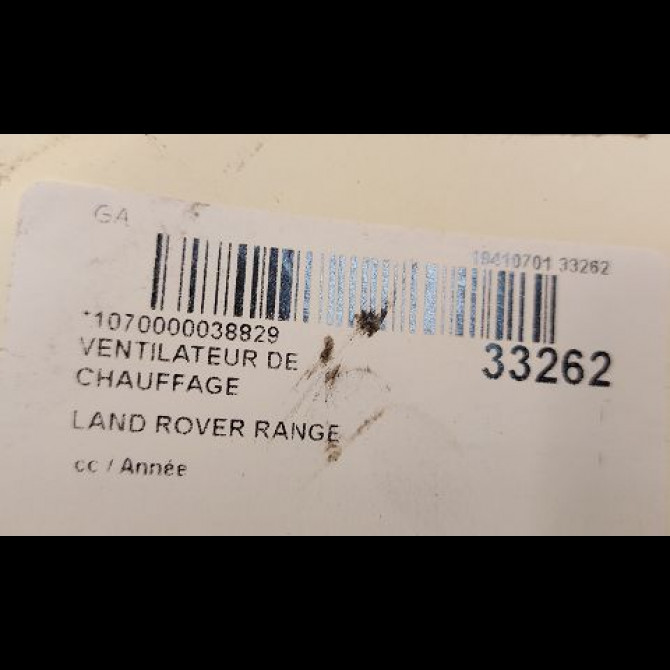 GA
19410701 33262
*1070000038829
33262
VENTILATEUR DE
CHAUFFAGE
LAND ROVER RANGE
cc / Année